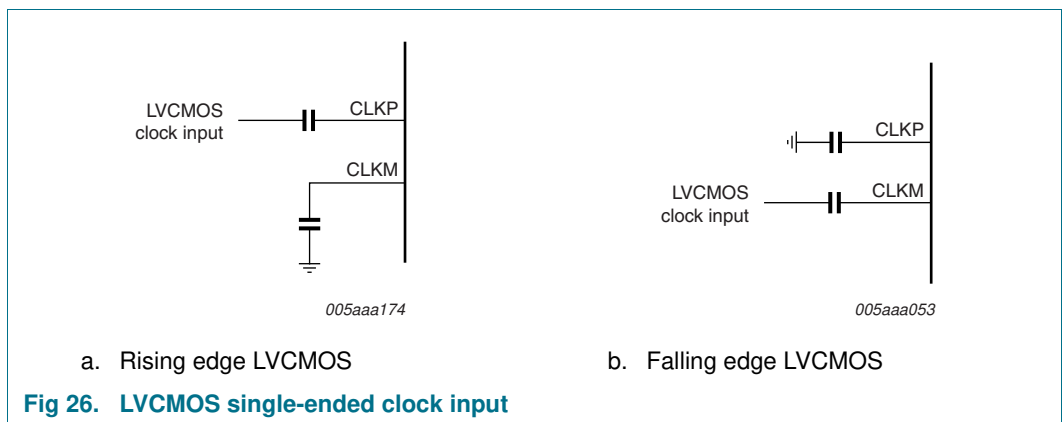 LVCMOS
clock input
CLKP
CLKM
005aaa174
a. Rising edge LVCMOS
CLKP
LVCMOS
clock input
CLKM
005aaa053
b. Falling edge LVCMOS
Fig 26. LVCMOS single-ended clock input